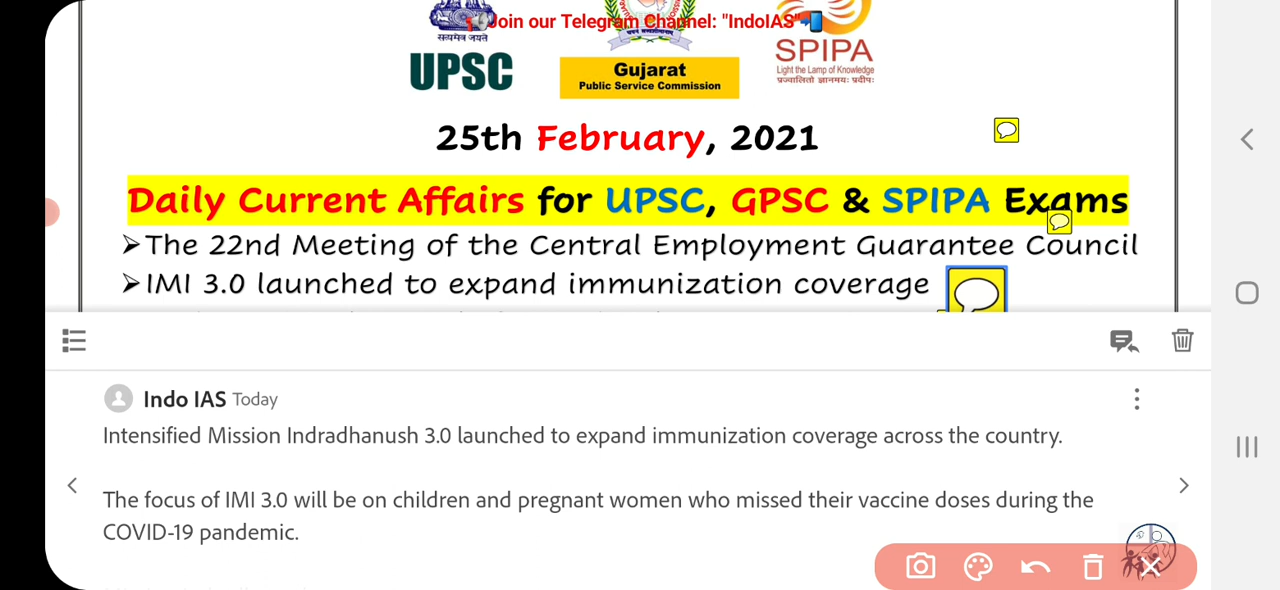 Join our Telegram Channel: "IndoIAS"
सत्यमेव जयते
UPSC
Gujarat
Public Service Commission
SPIPA
Light the Lamp of Knowledge
प्रज्वालितो ज्ञानमयः प्रदीपः
25th February, 2021
Daily Current Affairs for UPSC, GPSC & SPIPA Exams
➢The 22nd Meeting of the Central Employment Guarantee Council
➢IMI 3.0 launched to expand immunization coverage
Indo IAS Today
Intensified Mission Indradhanush 3.0 launched to expand immunization coverage across the country.
The focus of IMI 3.0 will be on children and pregnant women who missed their vaccine doses during the
COVID-19 pandemic.